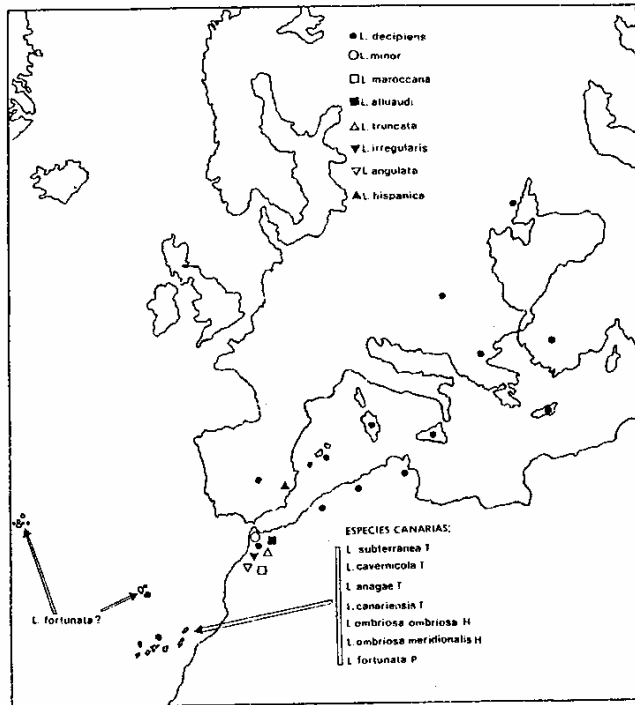 L. decipiens
L. minor
L. maroccana
L. alluaudi
L. truncata
L. irregularis
L. angulata
L. hispanica
ESPECIES CANARIAS:
L. subterranea T
L. cavernicola T
L. anagae T
L. canariensis T
L. ombriosa ombriosa H
L. ombriosa meridionalis H
L. fortunata P
L. fortunata ?